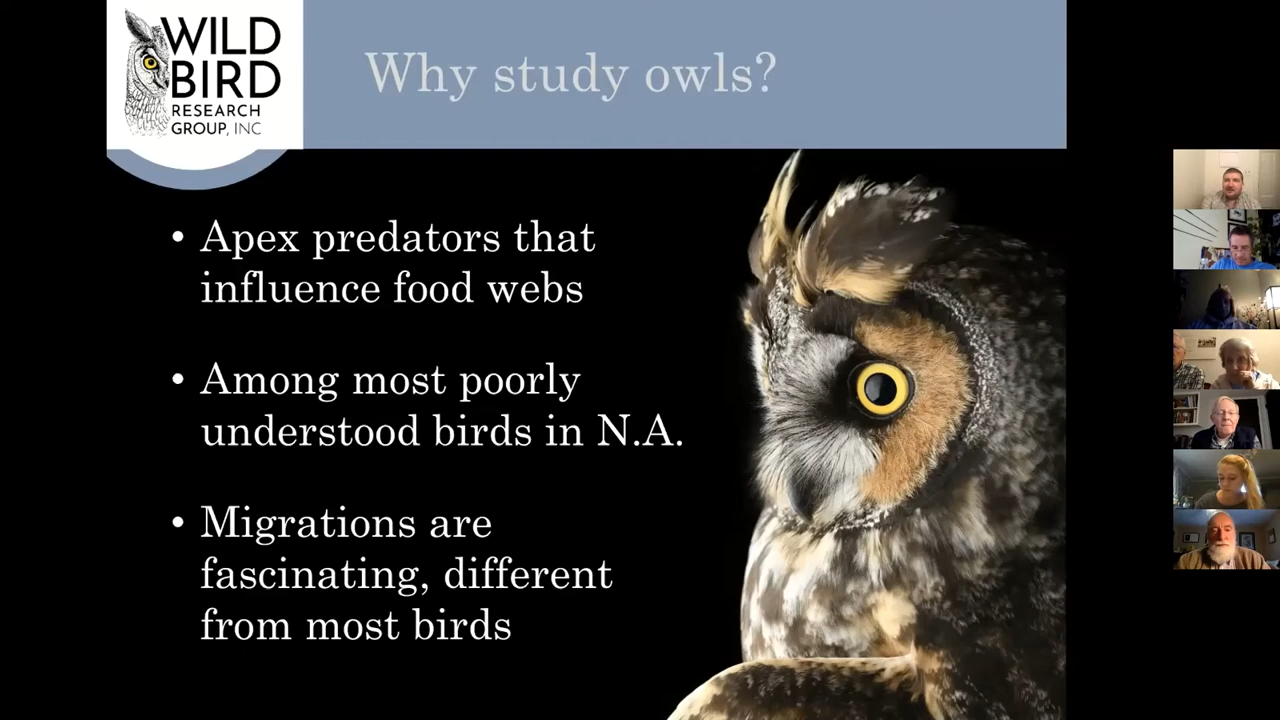 WILD
BIRD
RESEARCH
GROUP, INC
Why study owls?
• Apex predators that
influence food webs
• Among most poorly
understood birds in N.A.
• Migrations are
fascinating, different
from most birds